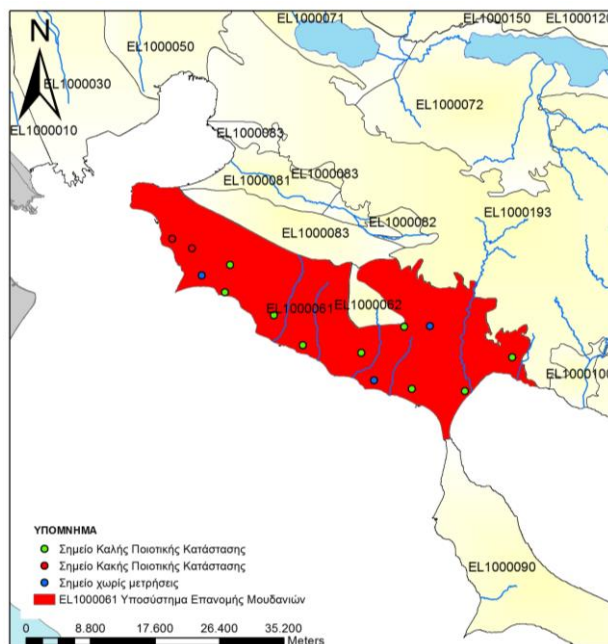 EL1000071
EL1000150
EL1000120
N
EL1000050
EL1000030
EL1000010
EL1000072
EL1000083
EL1000083
EL1000081
EL1000082
EL1000193
EL1000083
EL1000062
EL1000061
EL1000100
ΥΠΟΜΝΗΜΑ
Σημείο Καλής Ποιοτικής Κατάστασης
Σημείο Κακής Ποιοτικής Κατάστασης
Σημείο χωρίς μετρήσεις
EL1000061 Υποσύστημα Επανομής Μουδανιών
EL1000090
0 8.800 17.600 26.400 35.200
Meters